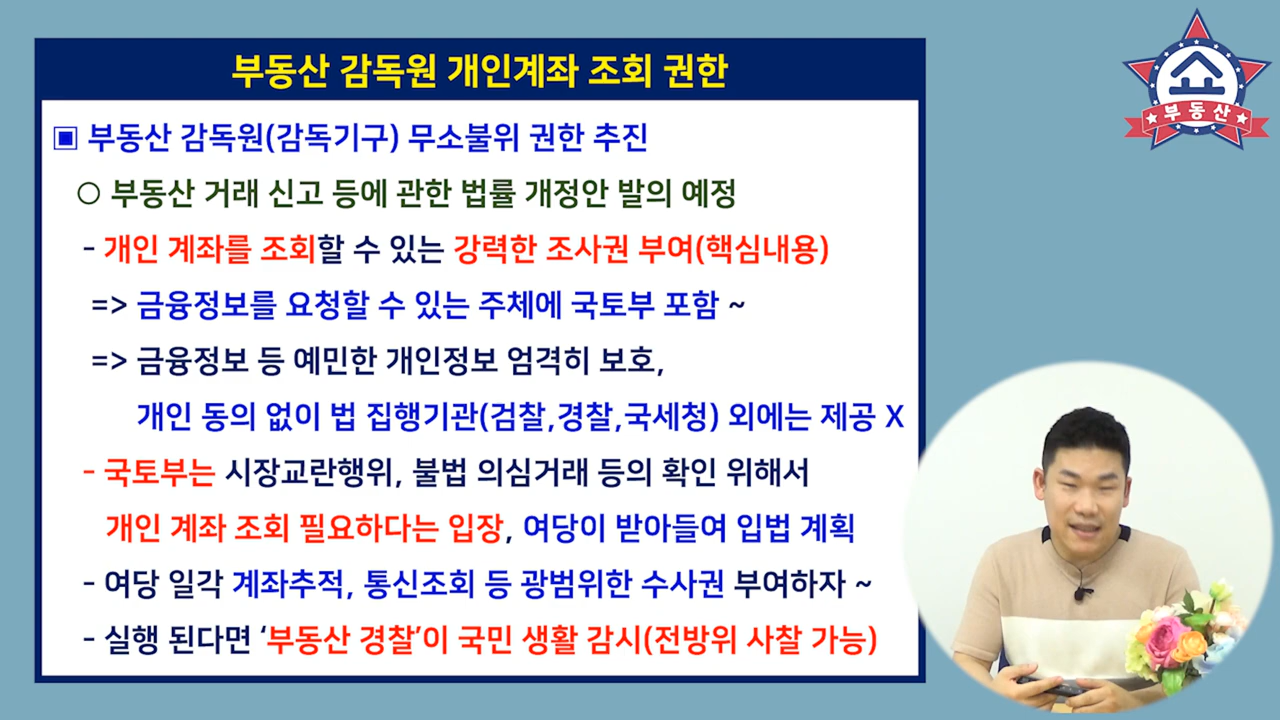 부동산 감독원 개인계좌 조회 권한
▣ 부동산 감독원(감독기구) 무소불위 권한 추진
○ 부동산 거래 신고 등에 관한 법률 개정안 발의 예정
- 개인 계좌를 조회할 수 있는 강력한 조사권 부여(핵심내용)
=> 금융정보를 요청할 수 있는 주체에 국토부 포함 ~
=> 금융정보 등 예민한 개인정보 엄격히 보호,
개인 동의 없이 법 집행기관(검찰,경찰,국세청) 외에는 제공 X
- 국토부는 시장교란행위, 불법 의심거래 등의 확인 위해서
개인 계좌 조회 필요하다는 입장, 여당이 받아들여 입법 계획
- 여당 일각 계좌추적, 통신조회 등 광범위한 수사권 부여하자 ~
- 실행 된다면 ‘부동산 경찰’이 국민 생활 감시(전방위 사찰 가능)
부동산